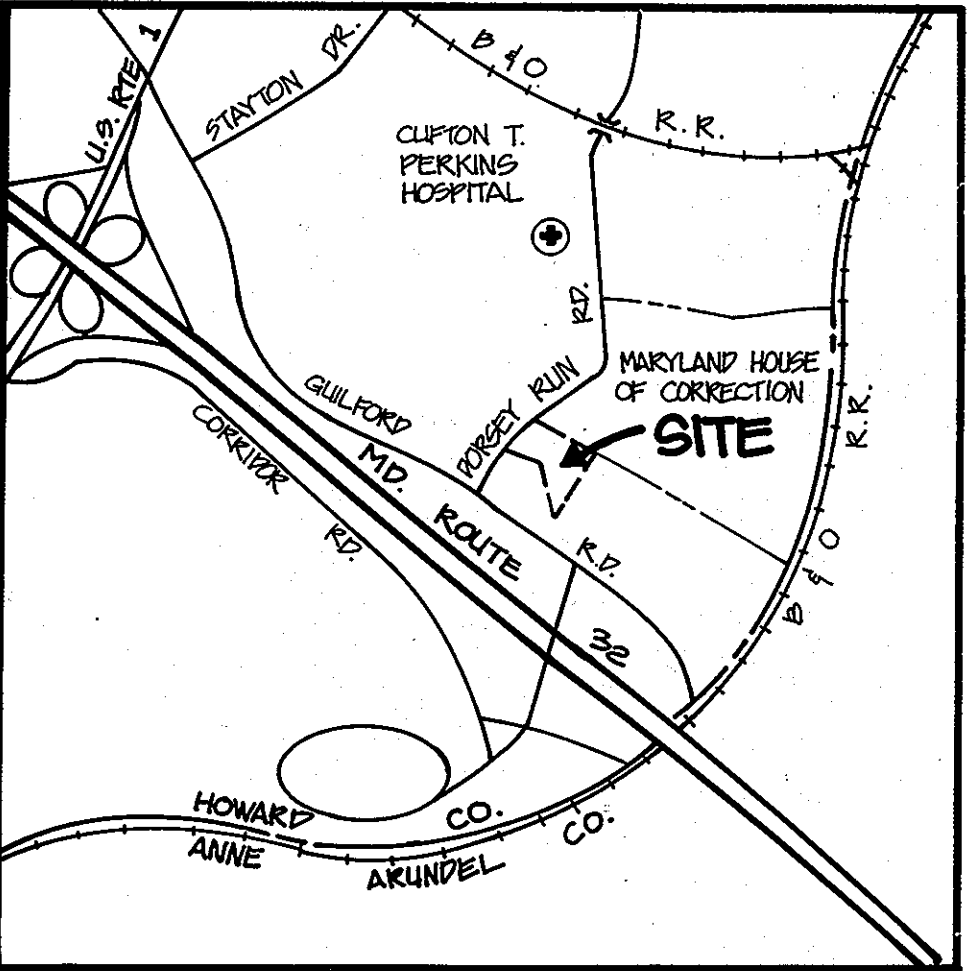 U.S. RTE 1
STAYTON DR.
B & O R.R.
CLIFTON T.
PERKINS
HOSPITAL
DORSEY RUN RD.
MARYLAND HOUSE
OF CORRECTION
SITE
GUILFORD R.D.
MD. ROUTE 32
CORRIDOR RD.
B & O R.R.
HOWARD CO.
ANNE ARUNDEL CO.